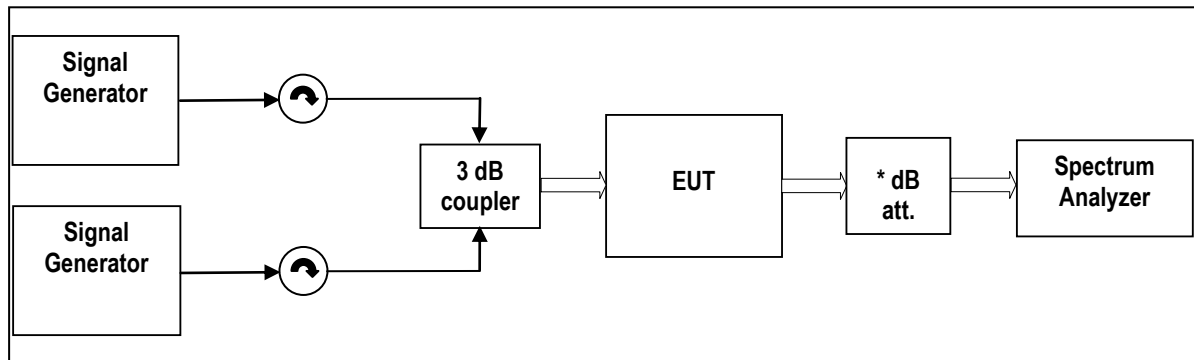 Signal
Generator
3 dB
coupler
EUT
* dB
att.
Spectrum
Analyzer
Signal
Generator